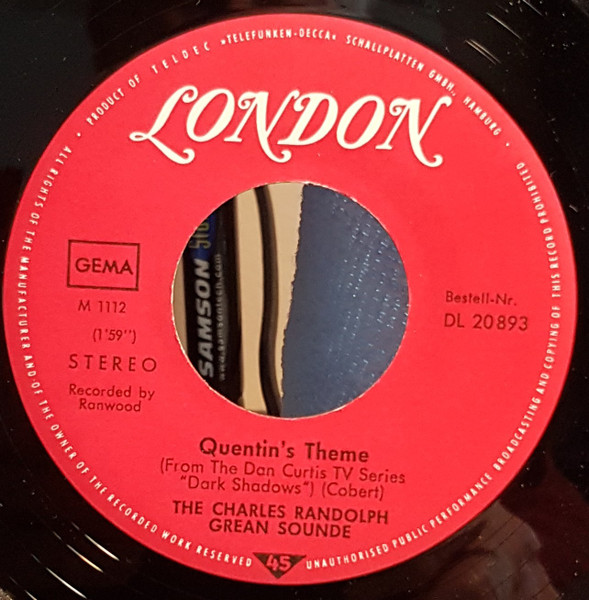 ALL RIGHTS OF THE MANUFACTURER AND·OF THE OWNER OF THE RECORDED WORK RESERVED
• PRODUCT OF TELDEC »TELEFUNKEN-DECCA« SCHALLPLATTEN GMBH., HAMBURG •
UNAUTHORISED PUBLIC PERFORMANCE BROADCASTING AND COPYING OF THIS RECORD PROHIBITED
LONDON
GEMA
M 1112
(1'59")
STEREO
Recorded by
Ranwood
Bestell-Nr.
DL 20893
SAMSON
www.samsontech.com
Quentin's Theme
(From The Dan Curtis TV Series
"Dark Shadows") (Cobert)
THE CHARLES RANDOLPH
GREAN SOUNDE
45